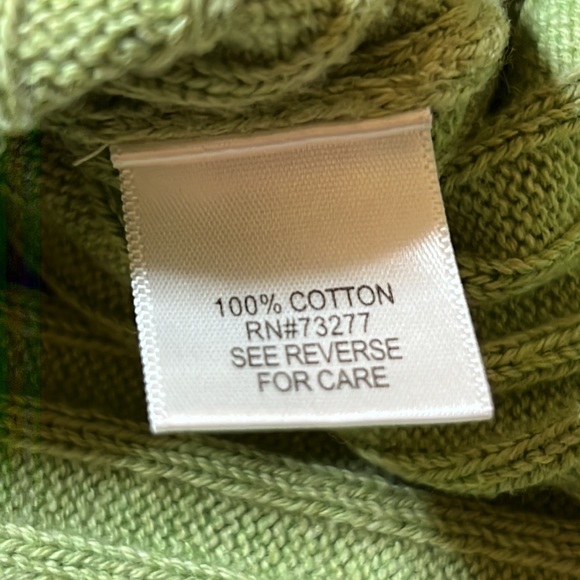 100% COTTON
RN#73277
SEE REVERSE
FOR CARE